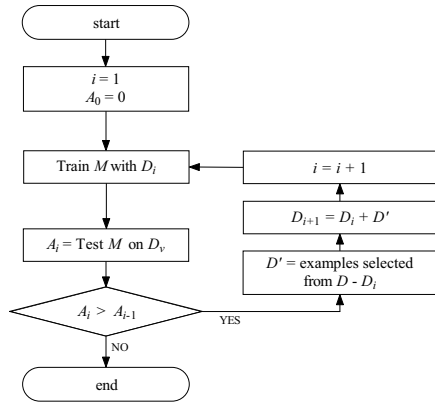 start
i = 1
A₀ = 0
Train M with Dᵢ
i = i + 1
Dᵢ₊₁ = Dᵢ + D'
Aᵢ = Test M on Dᵥ
D' = examples selected
from D - Dᵢ
Aᵢ > Aᵢ₋₁
YES
NO
end